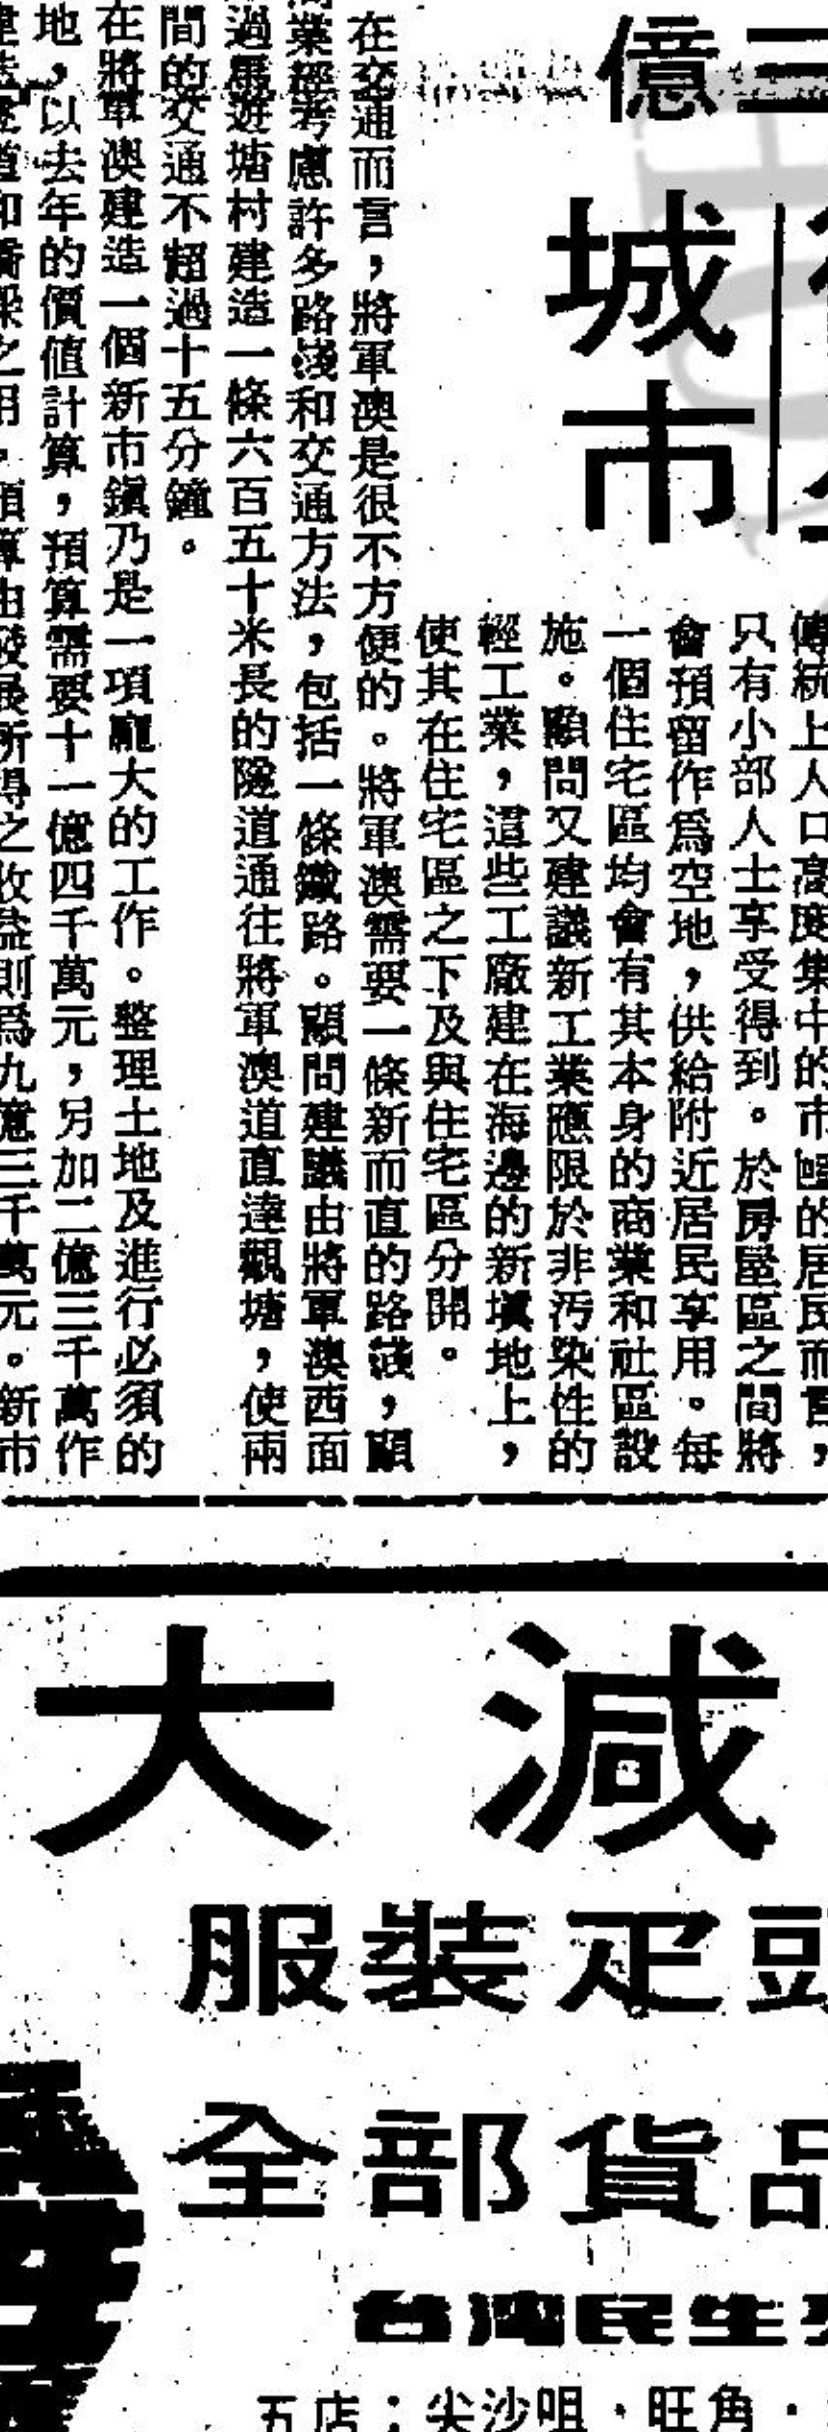 三
億
城市
傳統上人口高度集中的市區的居民而言，
只有小部人士享受得到。於房屋區之間將
會預留作爲空地，供給附近居民享用。每
一個住宅區均會有其本身的商業和社區設
施。顧問又建議新工業應限於非污染性的
輕工業，這些工廠建在海邊的新塡地上，
使其在住宅區之下及與住宅區分開。
在交通而言，將軍澳是很不方便的。將軍澳需要一條新而直的路綫，顧
業經考慮許多路綫和交通方法，包括一條鐵路。顧問建議由將軍澳西面
過馬遊塘村建造一條六百五十米長的隧道通往將軍澳道直達觀塘，使兩
間的交通不超過十五分鐘。
在將軍澳建造一個新市鎭乃是一項龐大的工作。整理土地及進行必須的
地，以去年的價值計算，預算需要十一億四千萬元，另加二億三千萬作
建造隧道和橋樑之用，預算由發展所得之收益則爲九億三千萬元。新市
大減
服裝疋頭
全部貨品
台灣民生
五店：尖沙咀・旺角・